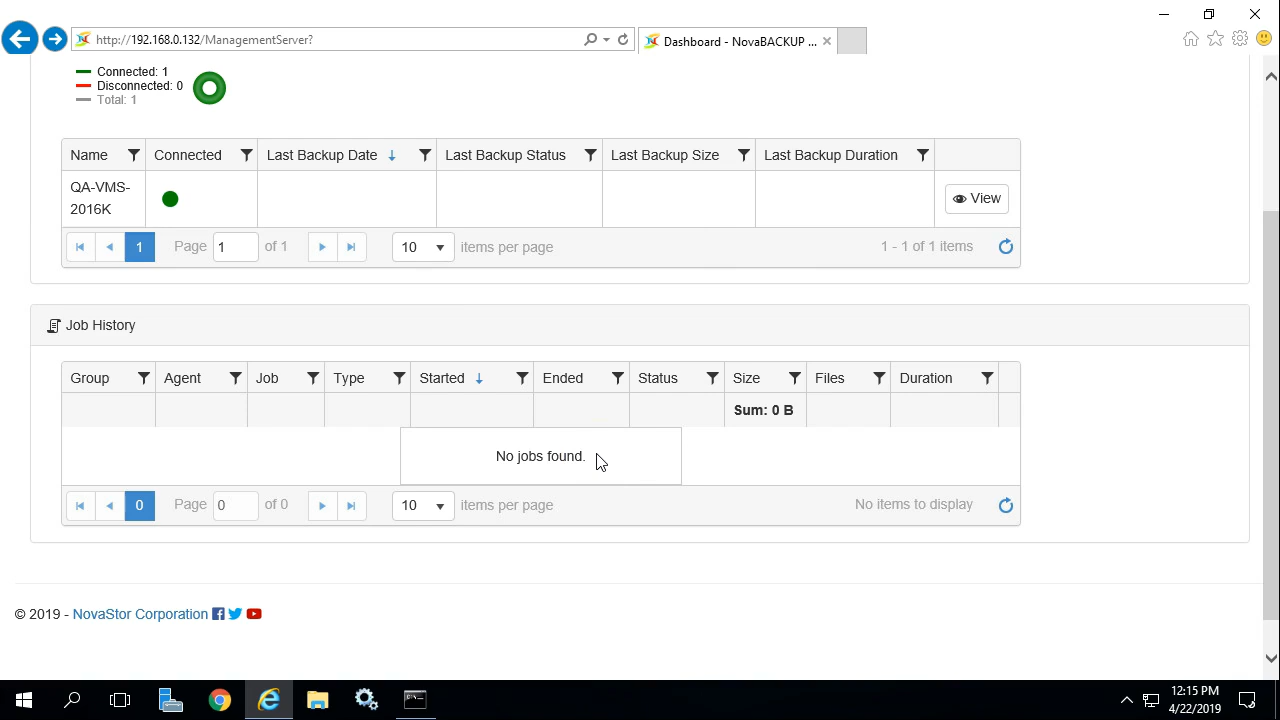 http://192.168.0.132/ManagementServer?
Dashboard - NovaBACKUP ...
Connected: 1
Disconnected: 0
Total: 1
Name Connected Last Backup Date Last Backup Status Last Backup Size Last Backup Duration
QA-VMS-
2016K
View
1 Page 1 of 1 10 items per page 1 - 1 of 1 items
Job History
Group Agent Job Type Started Ended Status Size Files Duration
Sum: 0 B
No jobs found.
0 Page 0 of 0 10 items per page No items to display
© 2019 - NovaStor Corporation
12:15 PM
4/22/2019